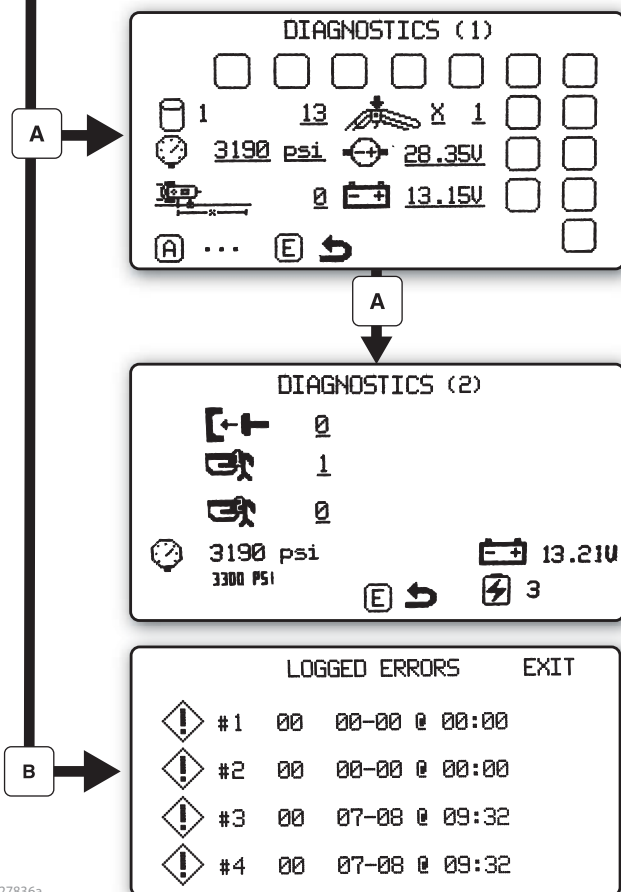 DIAGNOSTICS (1)
1 13 X 1
A
3190 psi 28.35V
x 0 13.15V
A ... E
A
DIAGNOSTICS (2)
0
1
0
3190 psi 13.21V
3300 PSI
E 3
LOGGED ERRORS EXIT
#1 00 00-00 @ 00:00
#2 00 00-00 @ 00:00
B
#3 00 07-08 @ 09:32
#4 00 07-08 @ 09:32
27836a